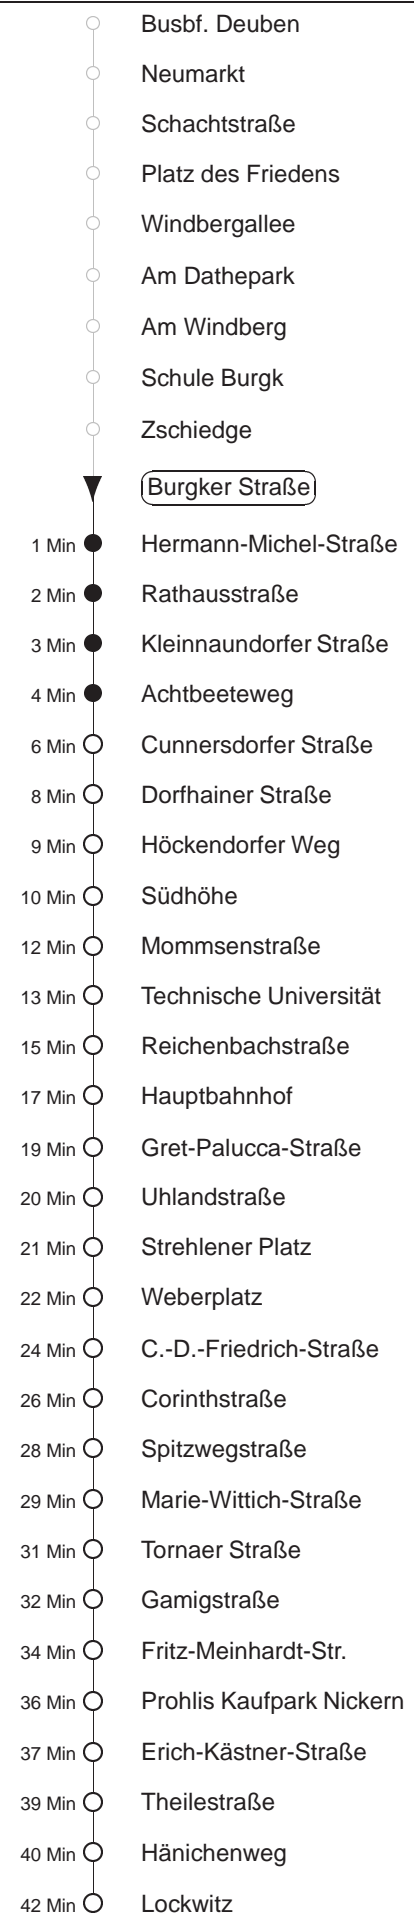 Busbf. Deuben
Neumarkt
Schachtstraße
Platz des Friedens
Windbergallee
Am Dathepark
Am Windberg
Schule Burgk
Zschiedge
Burgker Straße
1 Min Hermann-Michel-Straße
2 Min Rathausstraße
3 Min Kleinnaundorfer Straße
4 Min Achtbeeteweg
6 Min Cunnersdorfer Straße
8 Min Dorfhainer Straße
9 Min Höckendorfer Weg
10 Min Südhöhe
12 Min Mommsenstraße
13 Min Technische Universität
15 Min Reichenbachstraße
17 Min Hauptbahnhof
19 Min Gret-Palucca-Straße
20 Min Uhlandstraße
21 Min Strehlener Platz
22 Min Weberplatz
24 Min C.-D.-Friedrich-Straße
26 Min Corinthstraße
28 Min Spitzwegstraße
29 Min Marie-Wittich-Straße
31 Min Tornaer Straße
32 Min Gamigstraße
34 Min Fritz-Meinhardt-Str.
36 Min Prohlis Kaufpark Nickern
37 Min Erich-Kästner-Straße
39 Min Theilestraße
40 Min Hänichenweg
42 Min Lockwitz